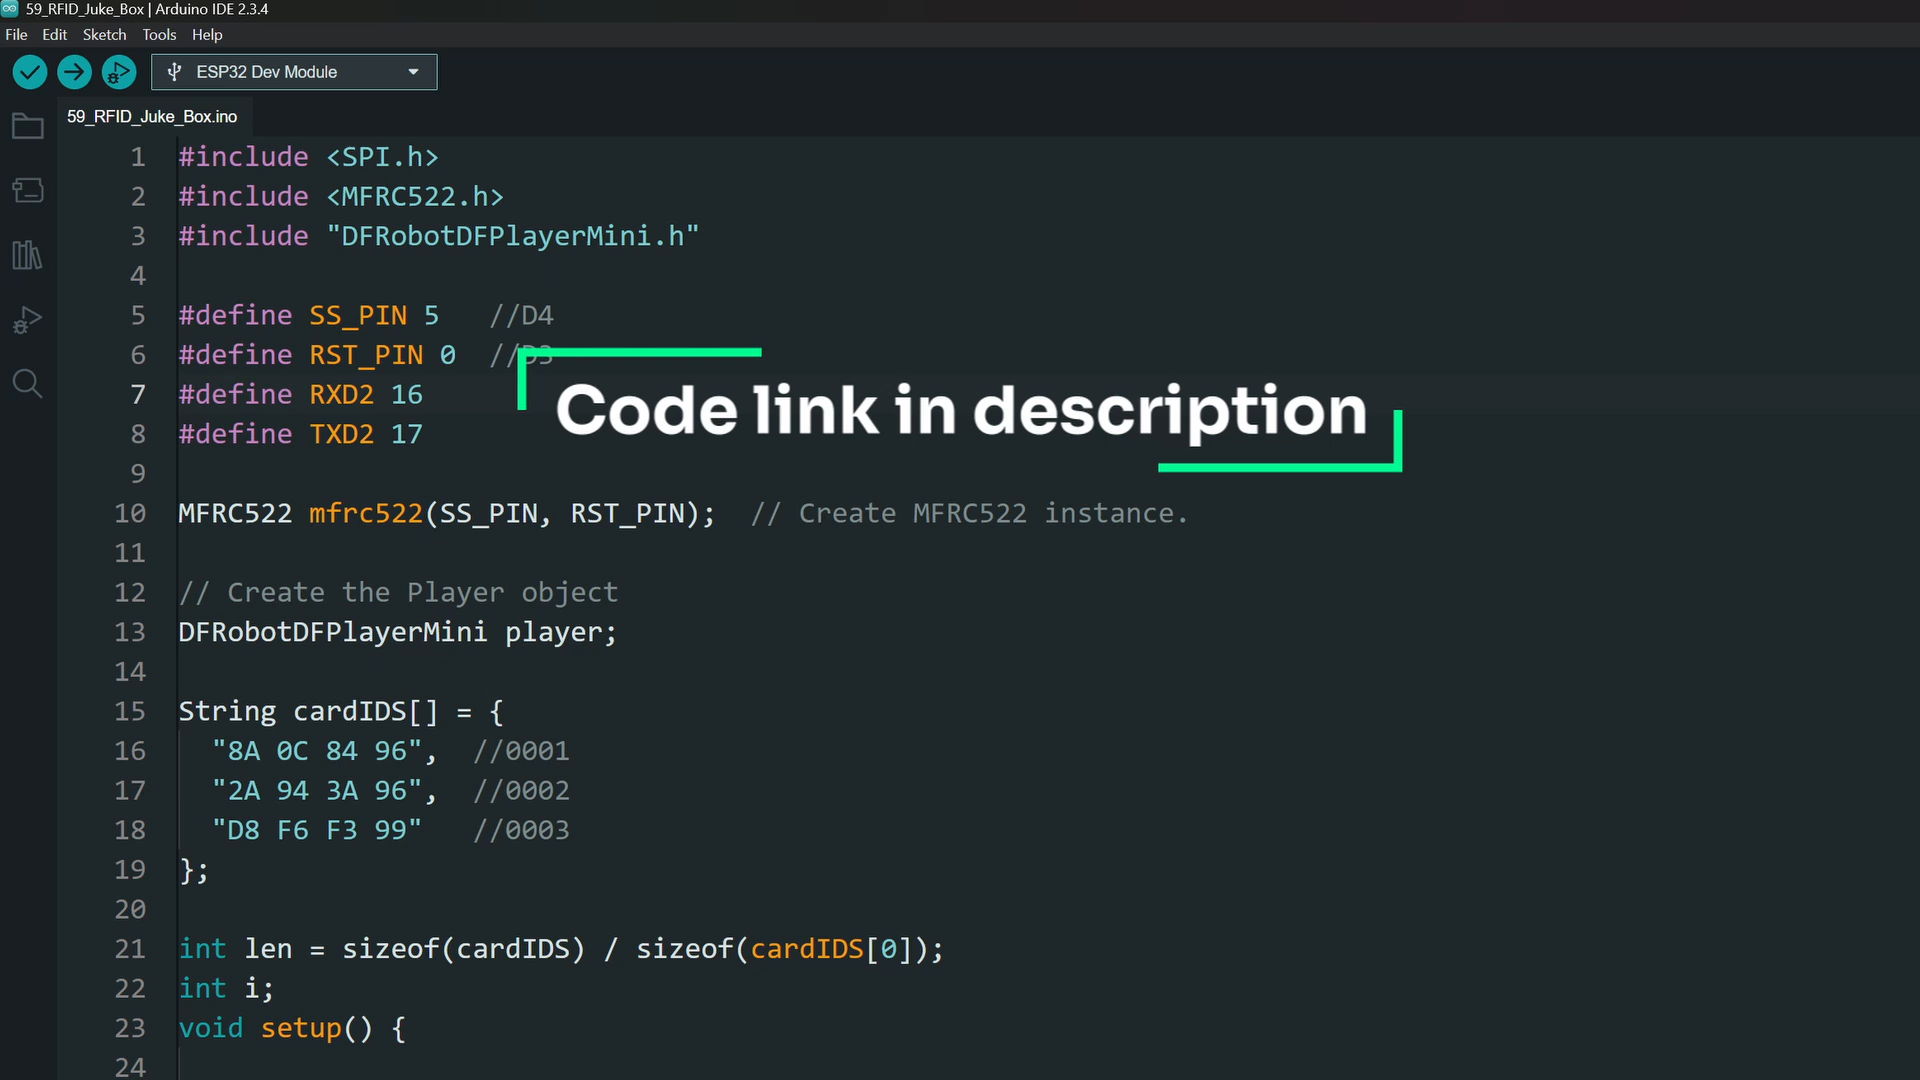 59_RFID_Juke_Box | Arduino IDE 2.3.4
File Edit Sketch Tools Help
ESP32 Dev Module
59_RFID_Juke_Box.ino
1 #include <SPI.h>
2 #include <MFRC522.h>
3 #include "DFRobotDFPlayerMini.h"
4
5 #define SS_PIN 5 //D4
6 #define RST_PIN 0 //D3
7 #define RXD2 16
Code link in description
8 #define TXD2 17
9
10 MFRC522 mfrc522(SS_PIN, RST_PIN); // Create MFRC522 instance.
11
12 // Create the Player object
13 DFRobotDFPlayerMini player;
14
15 String cardIDS[] = {
16 "8A 0C 84 96", //0001
17 "2A 94 3A 96", //0002
18 "D8 F6 F3 99" //0003
19 };
20
21 int len = sizeof(cardIDS) / sizeof(cardIDS[0]);
22 int i;
23 void setup() {
24